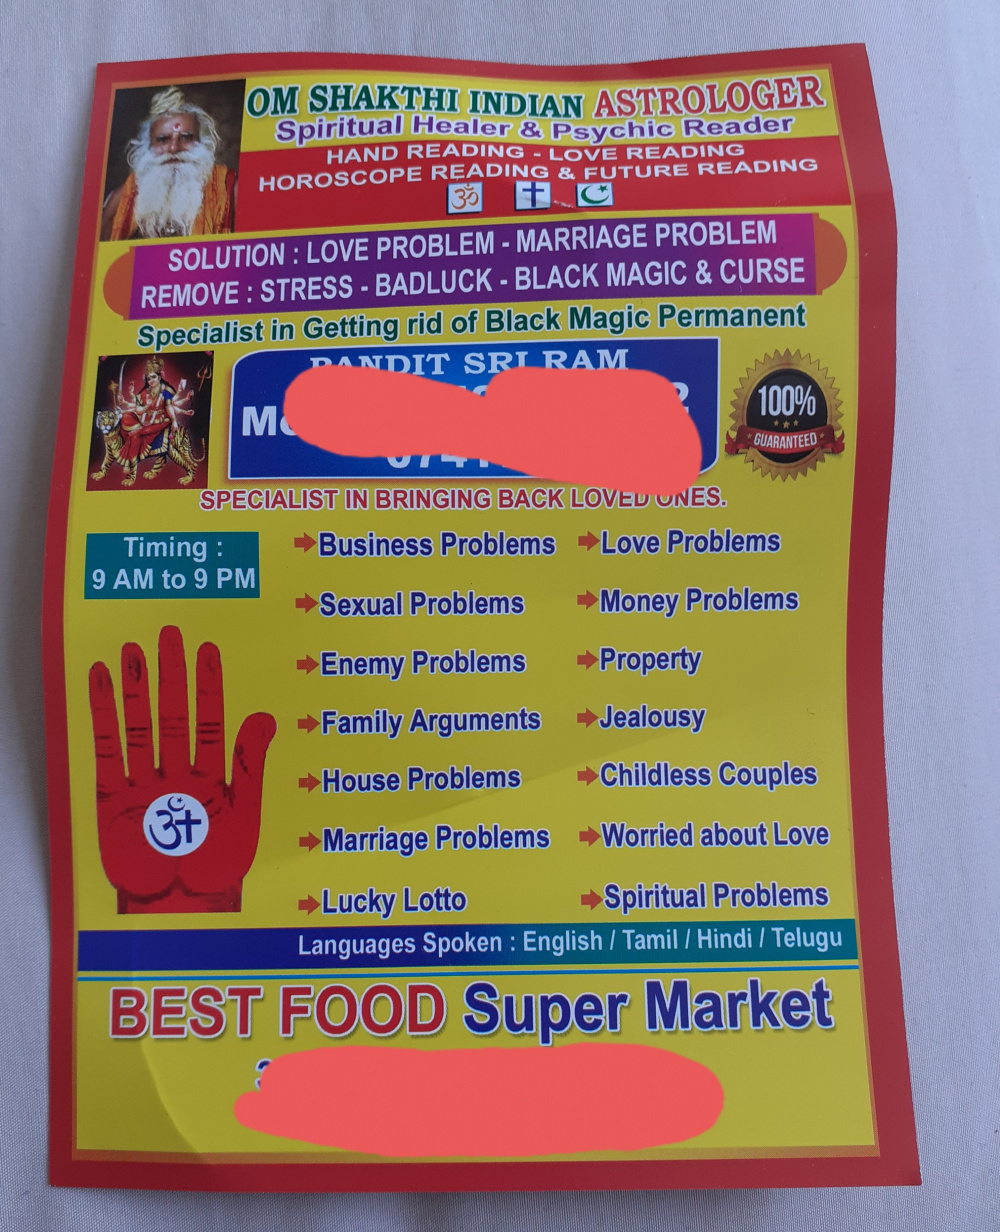 OM SHAKTHI INDIAN ASTROLOGER
Spiritual Healer & Psychic Reader
HAND READING - LOVE READING
HOROSCOPE READING & FUTURE READING
ॐ
SOLUTION : LOVE PROBLEM - MARRIAGE PROBLEM
REMOVE : STRESS - BADLUCK - BLACK MAGIC & CURSE
Specialist in Getting rid of Black Magic Permanent
PANDIT SRI RAM
100%
GUARANTEED
SPECIALIST IN BRINGING BACK LOVED ONES.
Timing :
9 AM to 9 PM
Business Problems
Love Problems
Sexual Problems
Money Problems
Enemy Problems
Property
Family Arguments
Jealousy
House Problems
Childless Couples
Marriage Problems
Worried about Love
Lucky Lotto
Spiritual Problems
Languages Spoken : English / Tamil / Hindi / Telugu
BEST FOOD Super Market